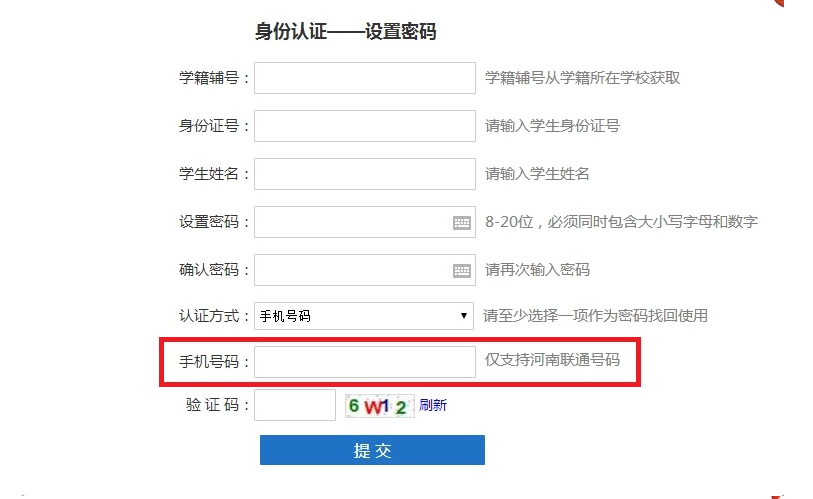 身份认证——设置密码
学籍辅号： 学籍辅号从学籍所在学校获取
身份证号： 请输入学生身份证号
学生姓名： 请输入学生姓名
设置密码： 8-20位，必须同时包含大小写字母和数字
确认密码： 请再次输入密码
认证方式： 手机号码 请至少选择一项作为密码找回使用
手机号码： 仅支持河南联通号码
验 证 码： 6W12 刷新
提 交